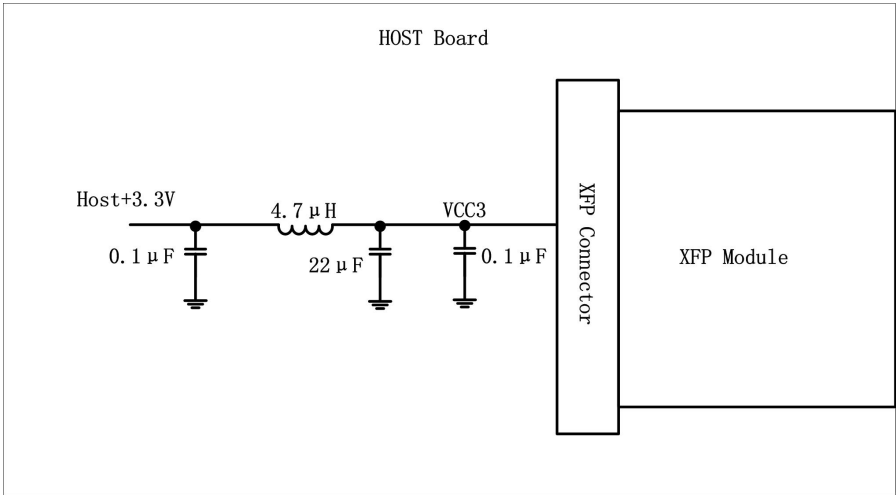 HOST Board
Host+3.3V
4.7μH
VCC3
0.1μF
22μF
0.1μF
XFP Connector
XFP Module